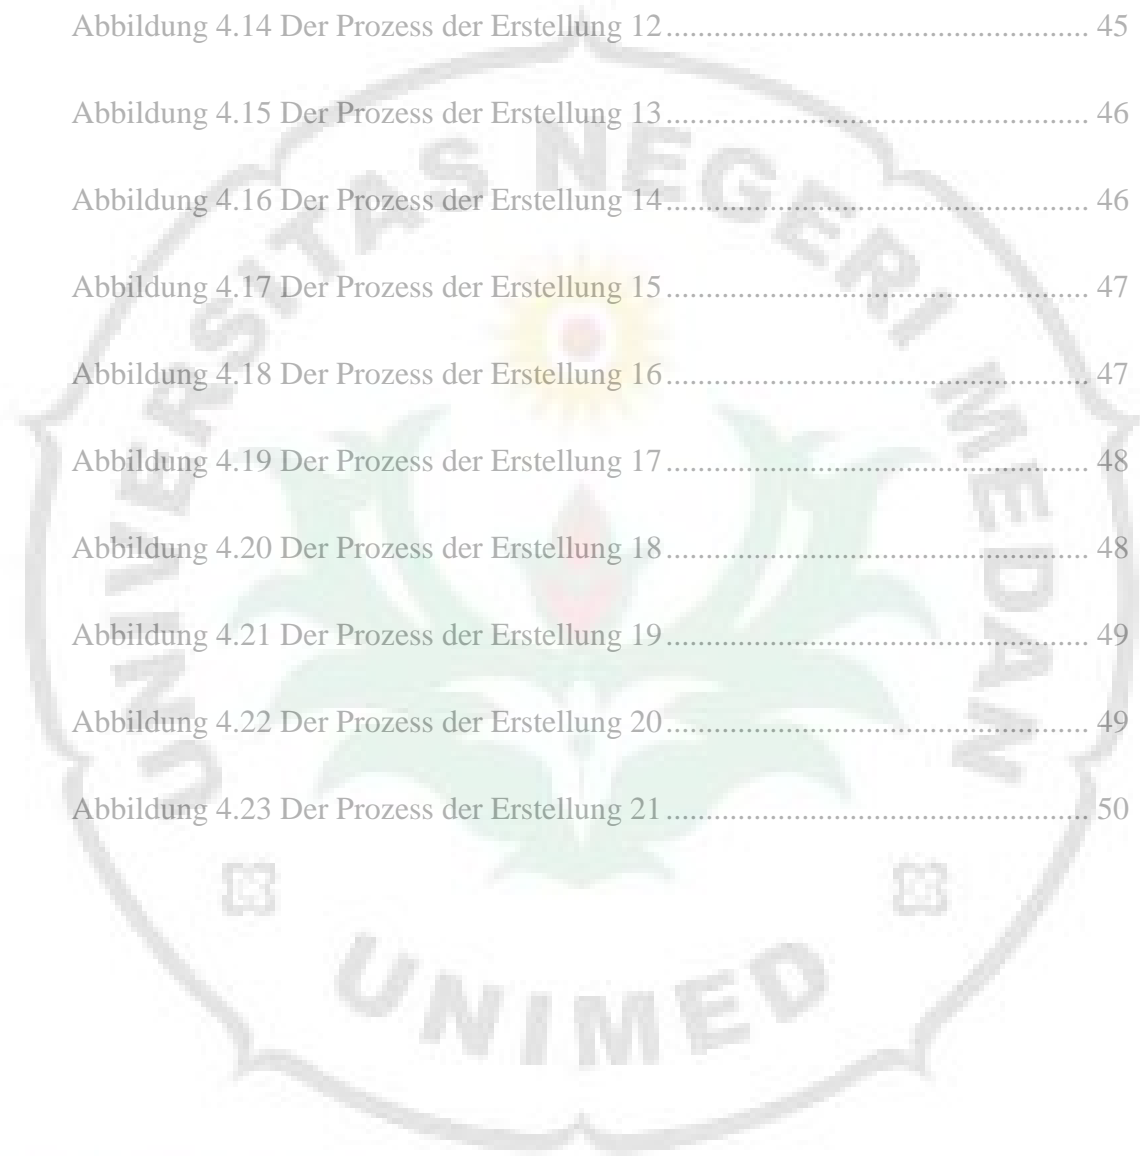 Abbildung 4.14 Der Prozess der Erstellung 12.................................................... 45
Abbildung 4.15 Der Prozess der Erstellung 13.................................................... 46
Abbildung 4.16 Der Prozess der Erstellung 14.................................................... 46
Abbildung 4.17 Der Prozess der Erstellung 15.................................................... 47
Abbildung 4.18 Der Prozess der Erstellung 16.................................................... 47
Abbildung 4.19 Der Prozess der Erstellung 17.................................................... 48
Abbildung 4.20 Der Prozess der Erstellung 18.................................................... 48
Abbildung 4.21 Der Prozess der Erstellung 19.................................................... 49
Abbildung 4.22 Der Prozess der Erstellung 20.................................................... 49
Abbildung 4.23 Der Prozess der Erstellung 21.................................................... 50
UNIVERSITAS NEGERI MEDAN
UNIMED